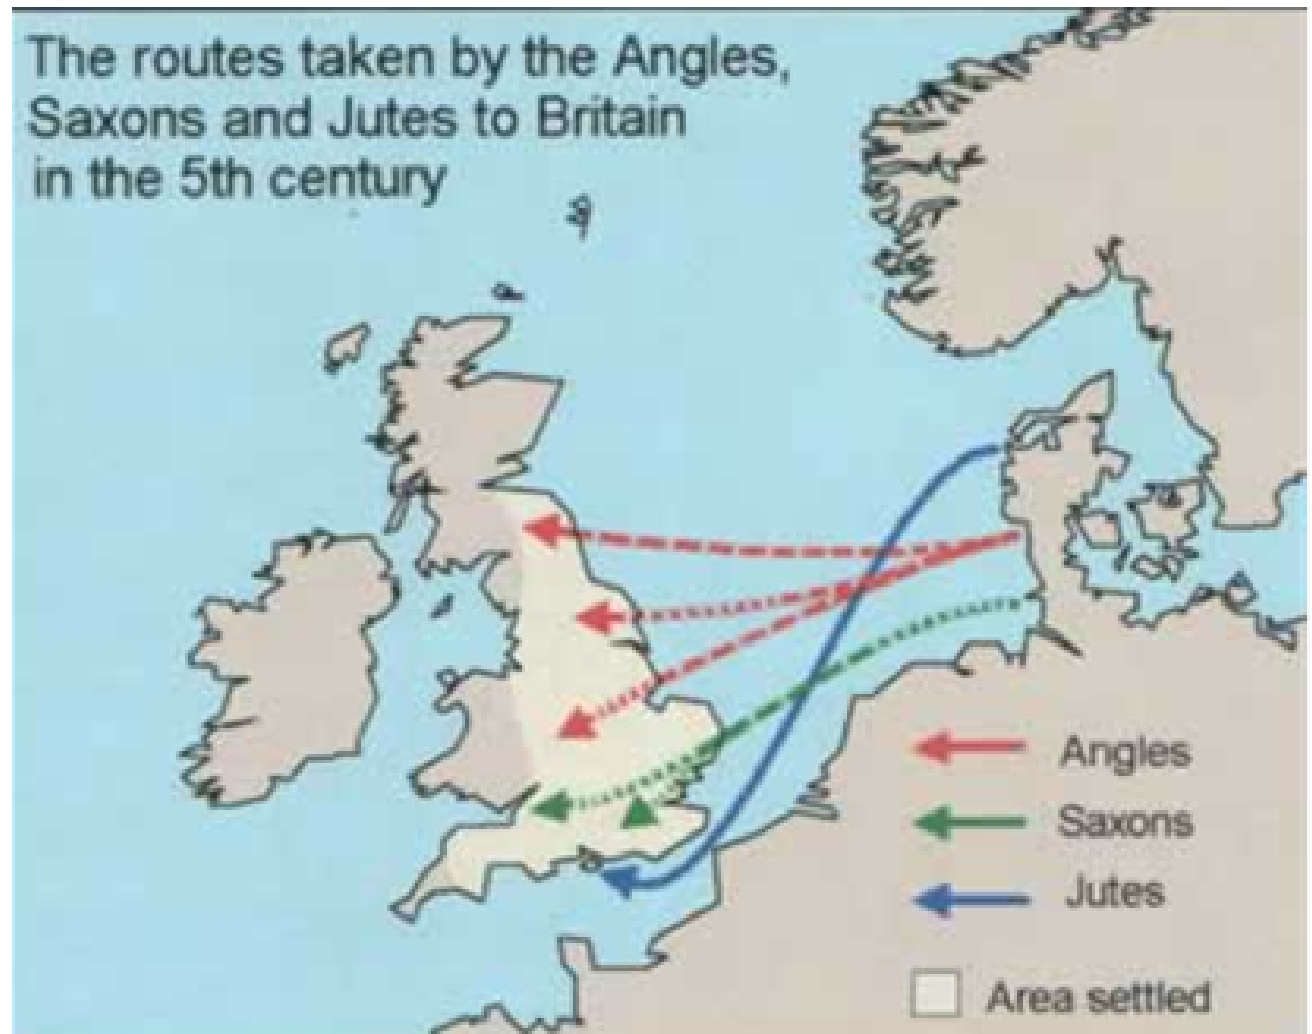 The routes taken by the Angles,
Saxons and Jutes to Britain
in the 5th century
Angles
Saxons
Jutes
Area settled